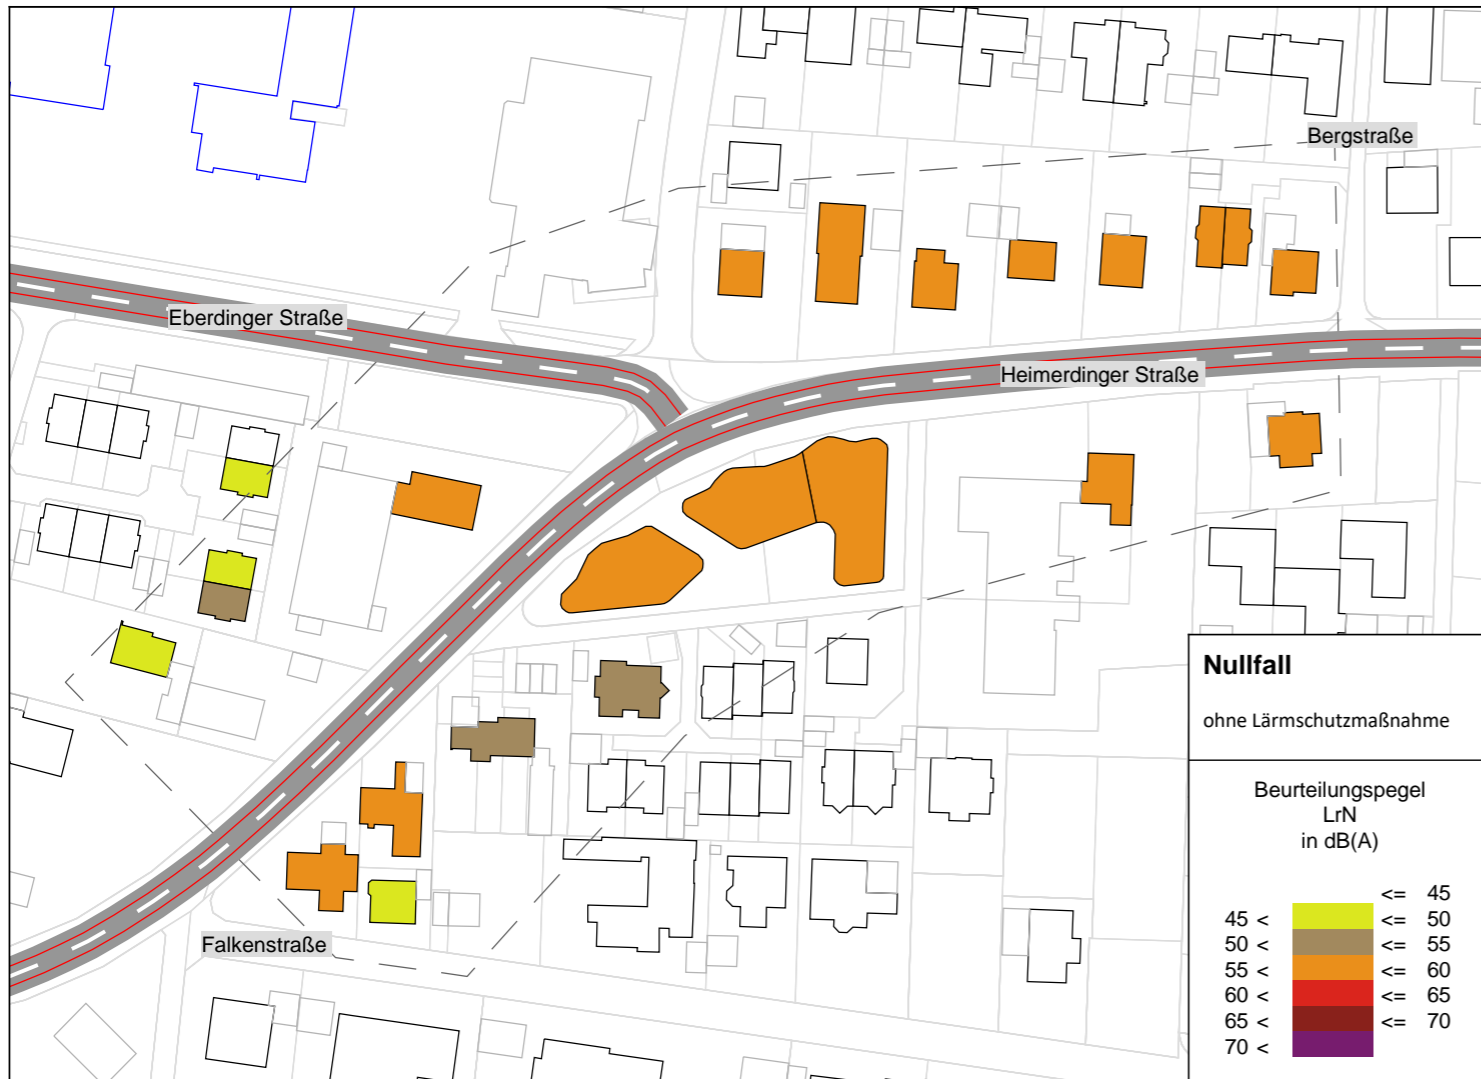 Bergstraße
Eberdinger Straße
Heimerdinger Straße
Falkenstraße
Nullfall
ohne Lärmschutzmaßnahme
Beurteilungspegel
LrN
in dB(A)
<= 45
45 < <= 50
50 < <= 55
55 < <= 60
60 < <= 65
65 < <= 70
70 <